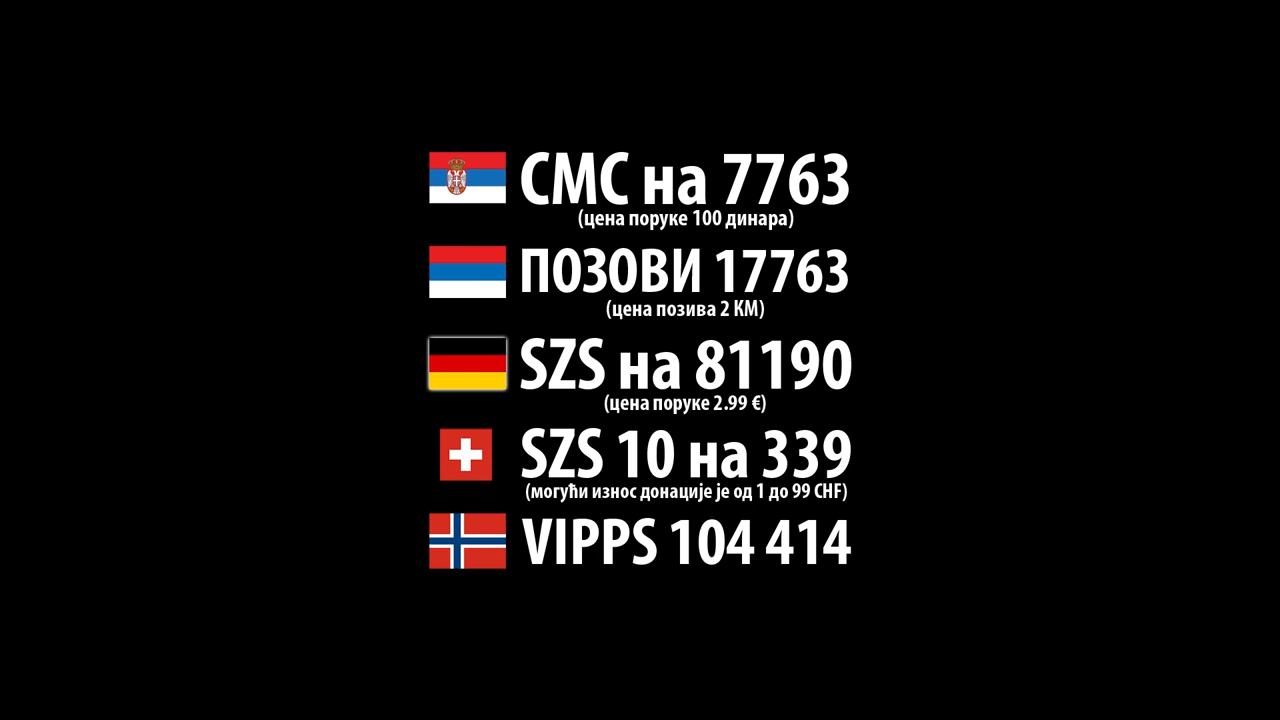 СМС на 7763
(цена поруке 100 динара)
ПОЗОВИ 17763
(цена позива 2 КМ)
SZS на 81190
(цена поруке 2.99 €)
SZS 10 на 339
(могући износ донације је од 1 до 99 CHF)
VIPPS 104 414